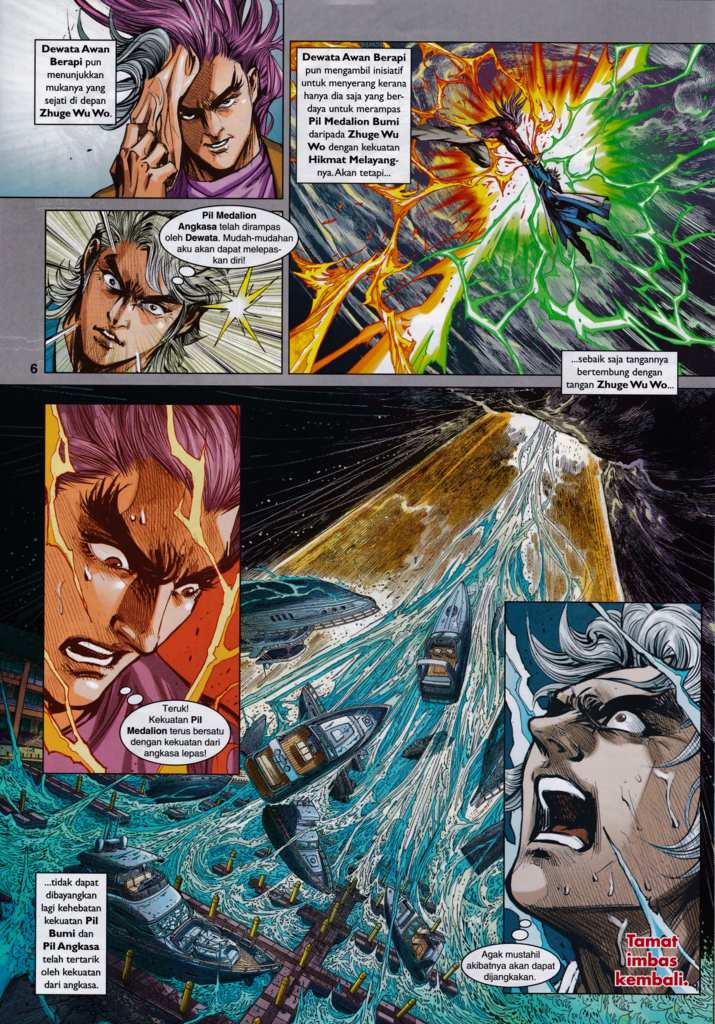 Dewata Awan
Berapi pun
menunjukkan
mukanya yang
sejati di depan
Zhuge Wu Wo.
Dewata Awan Berapi
pun mengambil inisiatif
untuk menyerang kerana
hanya dia saja yang ber-
daya untuk merampas
Pil Medalion Bumi
daripada Zhuge Wu
Wo dengan kekuatan
Hikmat Melayang-
nya. Akan tetapi...
Pil Medalion
Angkasa telah dirampas
oleh Dewata. Mudah-mudahan
aku akan dapat melepas-
kan diri!
...sebaik saja tangannya
bertembung dengan
tangan Zhuge Wu Wo...
6
Teruk!
Kekuatan Pil
Medalion terus bersatu
dengan kekuatan dari
angkasa lepas!
...tidak dapat
dibayangkan
lagi kehebatan
kekuatan Pil
Bumi dan
Pil Angkasa
telah tertarik
oleh kekuatan
dari angkasa.
Agak mustahil
akibatnya akan dapat
dijangkakan.
Tamat
imbas
kembali.